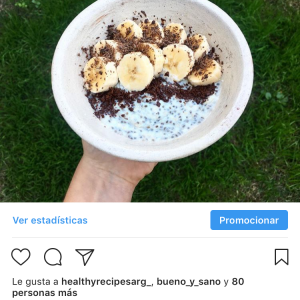 Ver estadísticas
Promocionar
Le gusta a healthyrecipesarg_, bueno_y_sano y 80
personas más